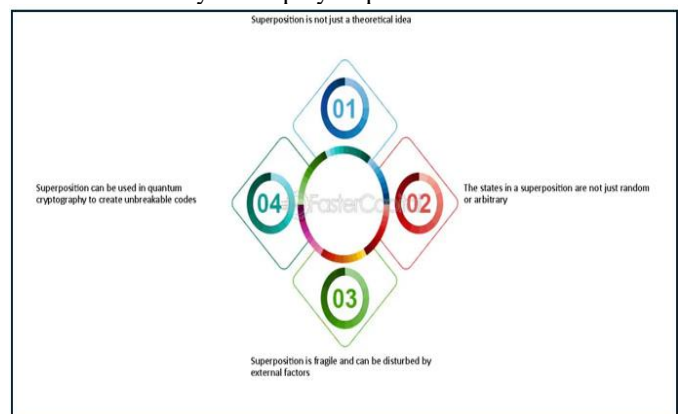 Superposition is not just a theoretical idea
01
Superposition can be used in quantum
cryptography to create unbreakable codes
04
FasterCa
02
The states in a superposition are not just random
or arbitrary
03
Superposition is fragile and can be disturbed by
external factors